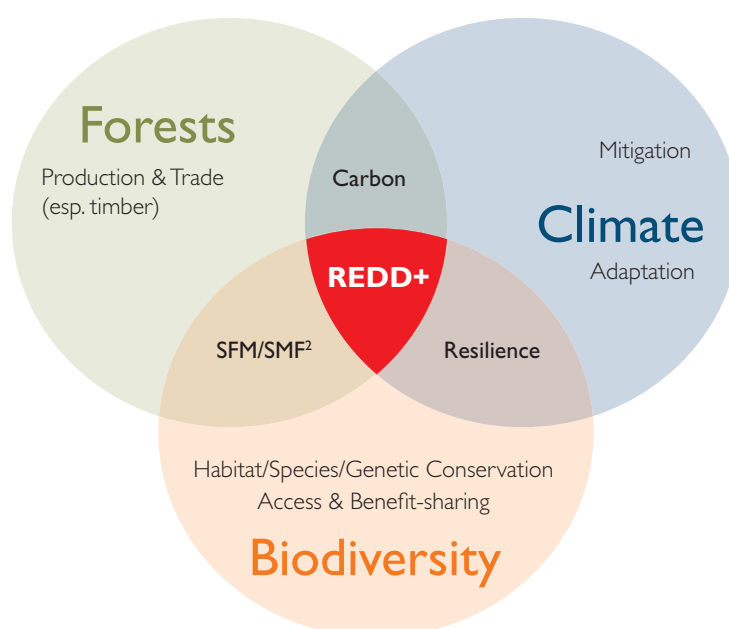 Forests
Production & Trade
(esp. timber)
Carbon
Mitigation
Climate
Adaptation
REDD+
SFM/SMF²
Resilience
Habitat/Species/Genetic Conservation
Access & Benefit-sharing
Biodiversity